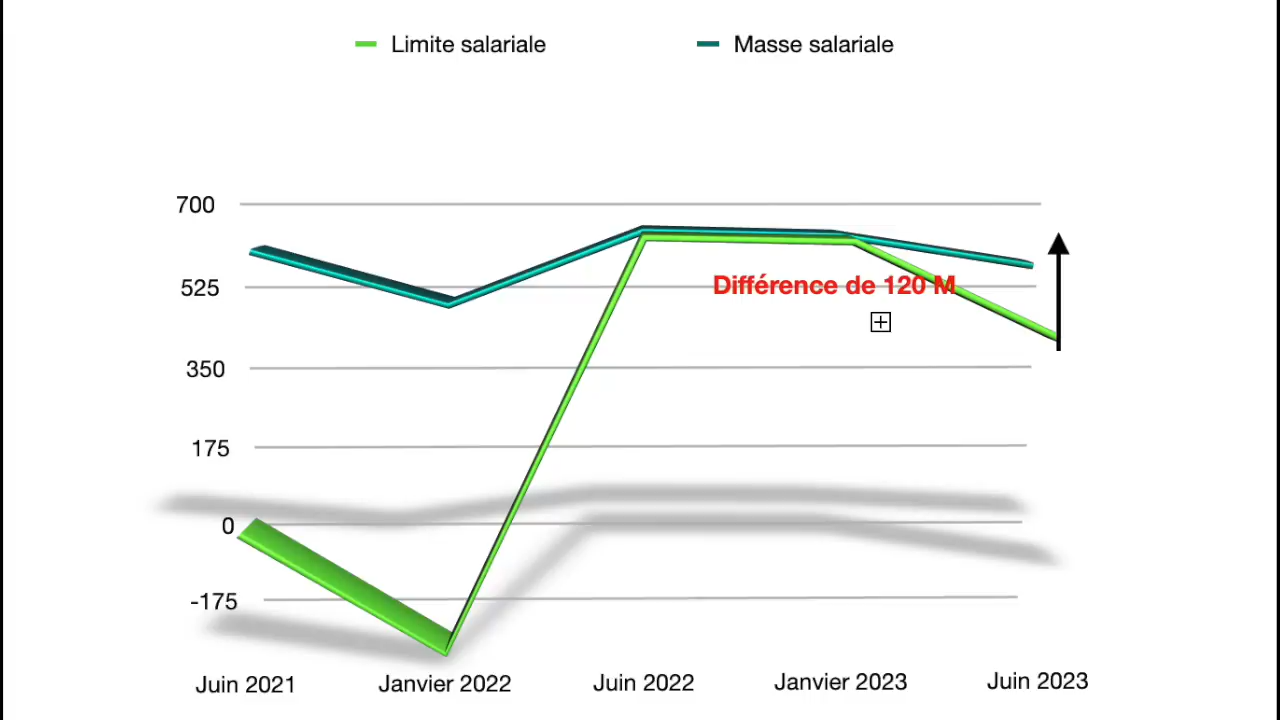 Limite salariale
Masse salariale
700
525
350
175
0
-175
Différence de 120 M
Juin 2021
Janvier 2022
Juin 2022
Janvier 2023
Juin 2023